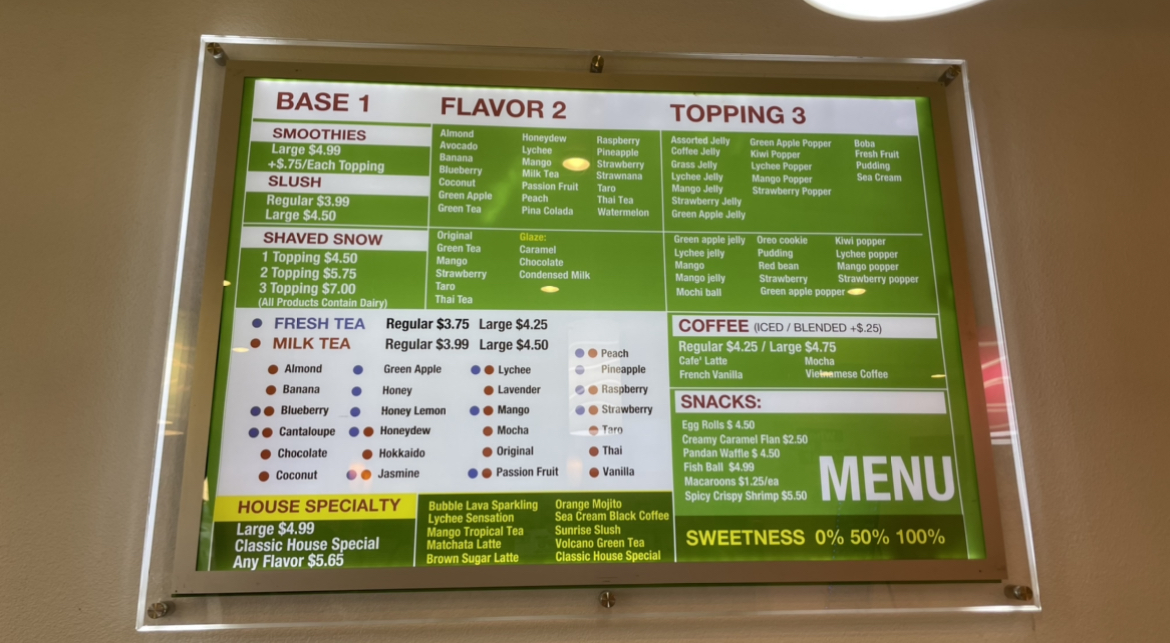 BASE 1
FLAVOR 2
TOPPING 3
SMOOTHIES
Large $4.99
+$.75/Each Topping
SLUSH
Regular $3.99
Large $4.50
Almond
Avocado
Banana
Blueberry
Coconut
Green Apple
Green Tea
Honeydew
Lychee
Mango
Milk Tea
Passion Fruit
Peach
Pina Colada
Raspberry
Pineapple
Strawberry
Strawnana
Taro
Thai Tea
Watermelon
Assorted Jelly
Coffee Jelly
Grass Jelly
Lychee Jelly
Mango Jelly
Strawberry Jelly
Green Apple Jelly
Green Apple Popper
Kiwi Popper
Lychee Popper
Mango Popper
Strawberry Popper
Boba
Fresh Fruit
Pudding
Sea Cream
SHAVED SNOW
1 Topping $4.50
2 Topping $5.75
3 Topping $7.00
(All Products Contain Dairy)
Original
Green Tea
Mango
Strawberry
Taro
Thai Tea
Glaze:
Caramel
Chocolate
Condensed Milk
Green apple jelly
Lychee jelly
Mango
Mango jelly
Mochi ball
Oreo cookie
Pudding
Red bean
Strawberry
Green apple popper
Kiwi popper
Lychee popper
Mango popper
Strawberry popper
FRESH TEA Regular $3.75 Large $4.25
MILK TEA Regular $3.99 Large $4.50
Almond
Banana
Blueberry
Cantaloupe
Chocolate
Coconut
Green Apple
Honey
Honey Lemon
Honeydew
Hokkaido
Jasmine
Lychee
Lavender
Mango
Mocha
Original
Passion Fruit
Peach
Pineapple
Raspberry
Strawberry
Taro
Thai
Vanilla
COFFEE (ICED / BLENDED +$.25)
Regular $4.25 / Large $4.75
Cafe' Latte
French Vanilla
Mocha
Vietnamese Coffee
SNACKS:
Egg Rolls $ 4.50
Creamy Caramel Flan $2.50
Pandan Waffle $ 4.50
Fish Ball $4.99
Macaroons $1.25/ea
Spicy Crispy Shrimp $5.50
MENU
HOUSE SPECIALTY
Large $4.99
Classic House Special
Any Flavor $5.65
Bubble Lava Sparkling
Lychee Sensation
Mango Tropical Tea
Matchata Latte
Brown Sugar Latte
Orange Mojito
Sea Cream Black Coffee
Sunrise Slush
Volcano Green Tea
Classic House Special
SWEETNESS 0% 50% 100%